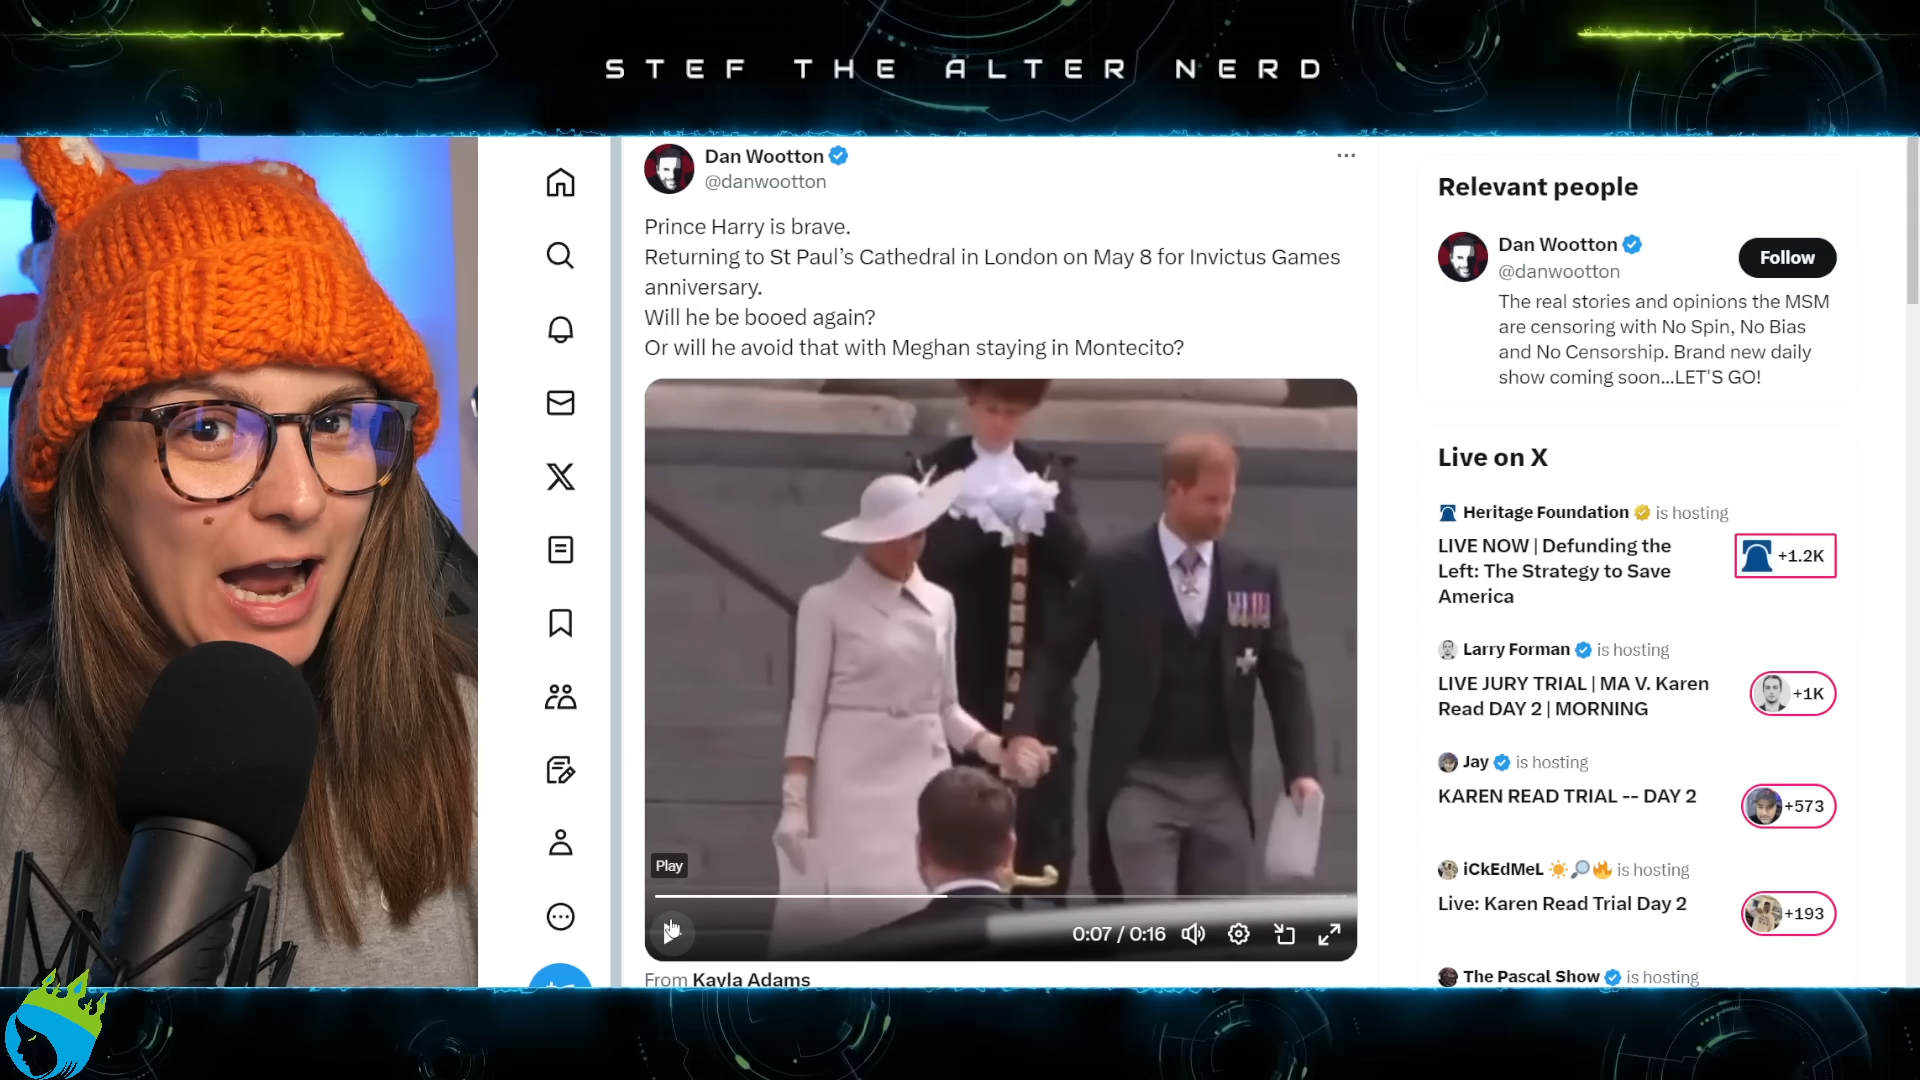 STEF THE ALTER NERD
Dan Wootton
@danwootton
Prince Harry is brave.
Returning to St Paul’s Cathedral in London on May 8 for Invictus Games
anniversary.
Will he be booed again?
Or will he avoid that with Meghan staying in Montecito?
Play
0:07 / 0:16
From Kayla Adams
Relevant people
Dan Wootton
@danwootton
Follow
The real stories and opinions the MSM
are censoring with No Spin, No Bias
and No Censorship. Brand new daily
show coming soon...LET'S GO!
Live on X
Heritage Foundation is hosting
LIVE NOW | Defunding the
Left: The Strategy to Save
America
+1.2K
Larry Forman is hosting
LIVE JURY TRIAL | MA V. Karen
Read DAY 2 | MORNING
+1K
Jay is hosting
KAREN READ TRIAL -- DAY 2
+573
iCkEdMeL is hosting
Live: Karen Read Trial Day 2
+193
The Pascal Show is hosting